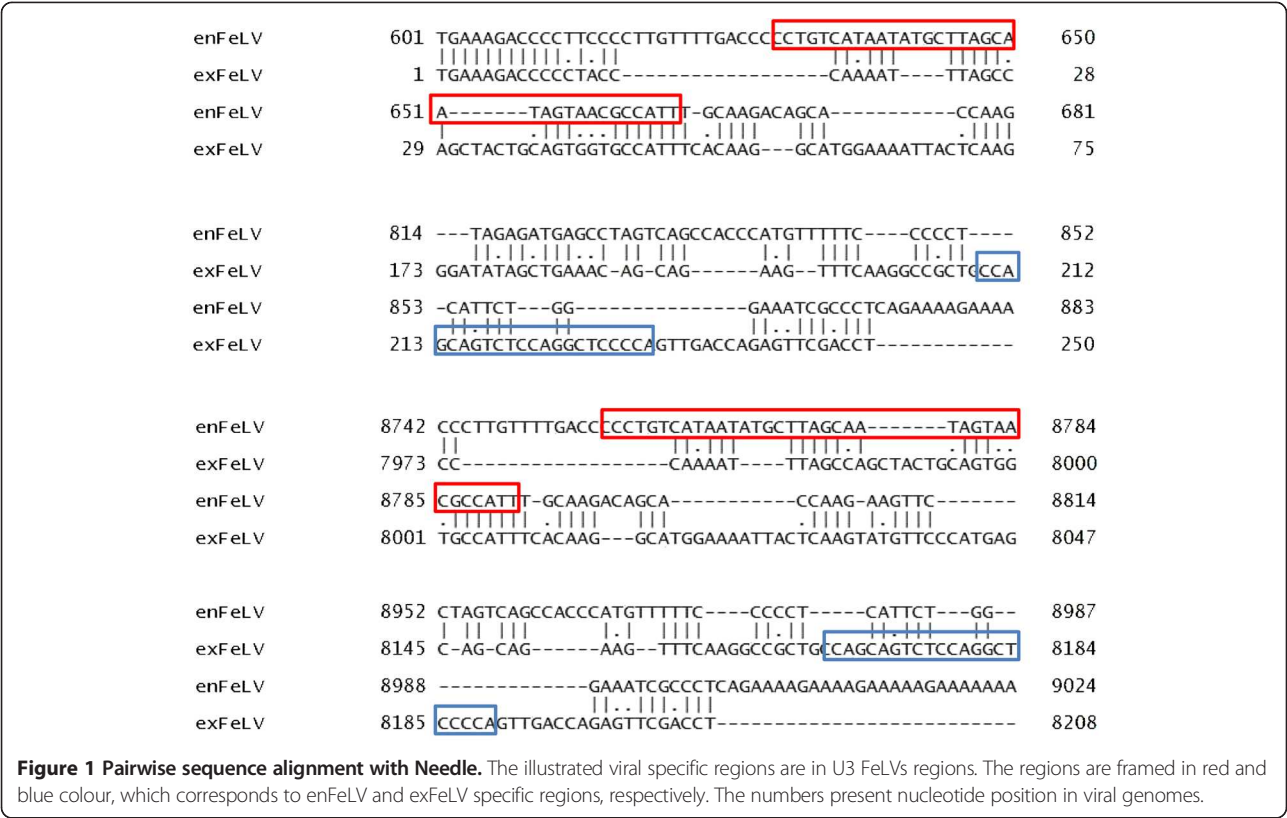 enFeLV 601 TGAAAGACCCCTTCCCCTTGTTTTGACCCCCTGTCATAATATGCTTAGCA 650
|||||||||||.|.|| ||.||| |||||.
exFeLV 1 TGAAAGACCCCCTACC-----------------CAAAAT----TTAGCC 28
enFeLV 651 A-------TAGTAACGCCATTT-GCAAGACAGCA-----------CCAAG 681
| .|||...||||||| .|||| ||| .||||
exFeLV 29 AGCTACTGCAGTGGTGCCATTTCACAAG---GCATGGAAAATTACTCAAG 75
enFeLV 814 ---TAGAGATGAGCCTAGTCAGCCACCCATGTTTTTC----CCCCT---- 852
||.||.|||..| || ||| |.| |||| ||.||
exFeLV 173 GGATATAGCTGAAAC-AG-CAG------AAG--TTTCAAGGCCGCTGCCA 212
enFeLV 853 -CATTCT---GG---------------GAAATCGCCCTCAGAAAAGAAAA 883
||.||| || ||..|||.|||
exFeLV 213 GCAGTCTCCAGGCTCCCCAGTTGACCAGAGTTCGACCT------------ 250
enFeLV 8742 CCCTTGTTTTGACCCCCTGTCATAATATGCTTAGCAA-------TAGTAA 8784
|| ||.||| |||||.| .|||..
exFeLV 7973 CC------------------CAAAAT----TTAGCCAGCTACTGCAGTGG 8000
enFeLV 8785 CGCCATTT-GCAAGACAGCA-----------CCAAG-AAGTTC------- 8814
.||||||| .|||| ||| .|||| |.||||
exFeLV 8001 TGCCATTTCACAAG---GCATGGAAAATTACTCAAGTATGTTCCCATGAG 8047
enFeLV 8952 CTAGTCAGCCACCCATGTTTTTC----CCCCT-----CATTCT---GG-- 8987
| || ||| |.| |||| ||.|| ||.||| ||
exFeLV 8145 C-AG-CAG------AAG--TTTCAAGGCCGCTGCCAGCAGTCTCCAGGCT 8184
enFeLV 8988 -------------GAAATCGCCCTCAGAAAAGAAAAGAAAAAGAAAAAAA 9024
||..|||.|||
exFeLV 8185 CCCCAGTTGACCAGAGTTCGACCT-------------------------- 8208
Figure 1 Pairwise sequence alignment with Needle. The illustrated viral specific regions are in U3 FeLVs regions. The regions are framed in red and
blue colour, which corresponds to enFeLV and exFeLV specific regions, respectively. The numbers present nucleotide position in viral genomes.